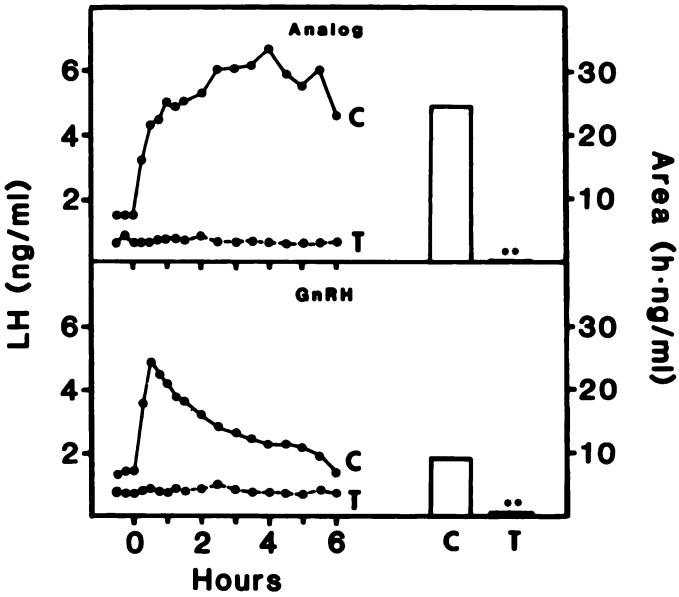 Analog
6
4
2
C
T
30
20
10
LH (ng/ml)
Area (h·ng/ml)
GnRH
6
4
2
C
T
30
20
10
0 2 4 6
C T
Hours